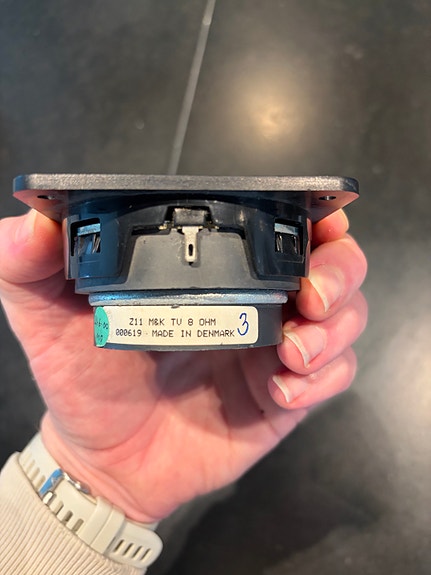 Z11 M&K TV 8 OHM
000619 MADE IN DENMARK 3